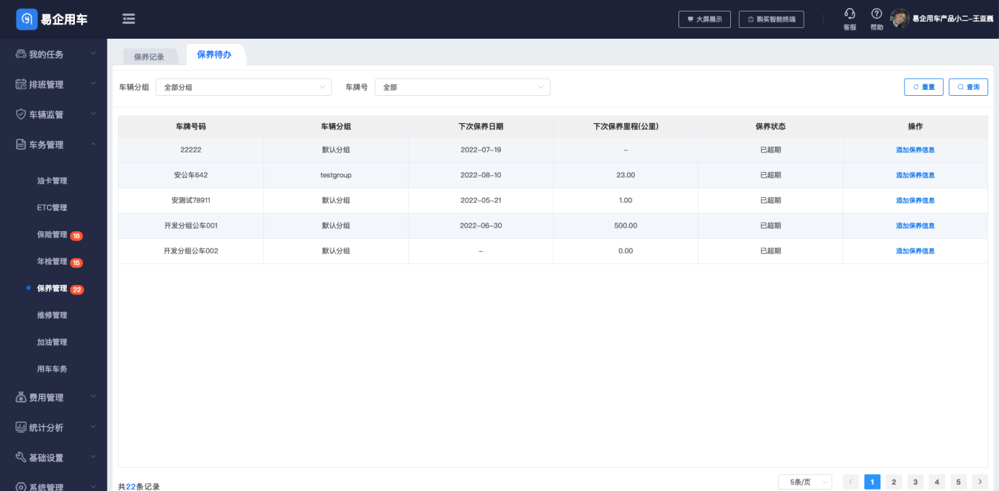 易企用车
大屏展示
购买智能终端
客服
帮助
易企用车产品小二-王亚巍
我的任务
排班管理
车辆监管
车务管理
油卡管理
ETC管理
保险管理 18
年检管理 15
保养管理 22
维修管理
加油管理
用车车务
费用管理
统计分析
基础设置
系统管理
保养记录 保养待办
车辆分组 全部分组 车牌号 全部 重置 查询
车牌号码 车辆分组 下次保养日期 下次保养里程(公里) 保养状态 操作
22222 默认分组 2022-07-19 - 已超期 添加保养信息
安公车642 testgroup 2022-08-10 23.00 已超期 添加保养信息
安测试78911 默认分组 2022-05-21 1.00 已超期 添加保养信息
开发分组公车001 默认分组 2022-06-30 500.00 已超期 添加保养信息
开发分组公车002 默认分组 - 0.00 已超期 添加保养信息
共22条记录 5条/页 1 2 3 4 5